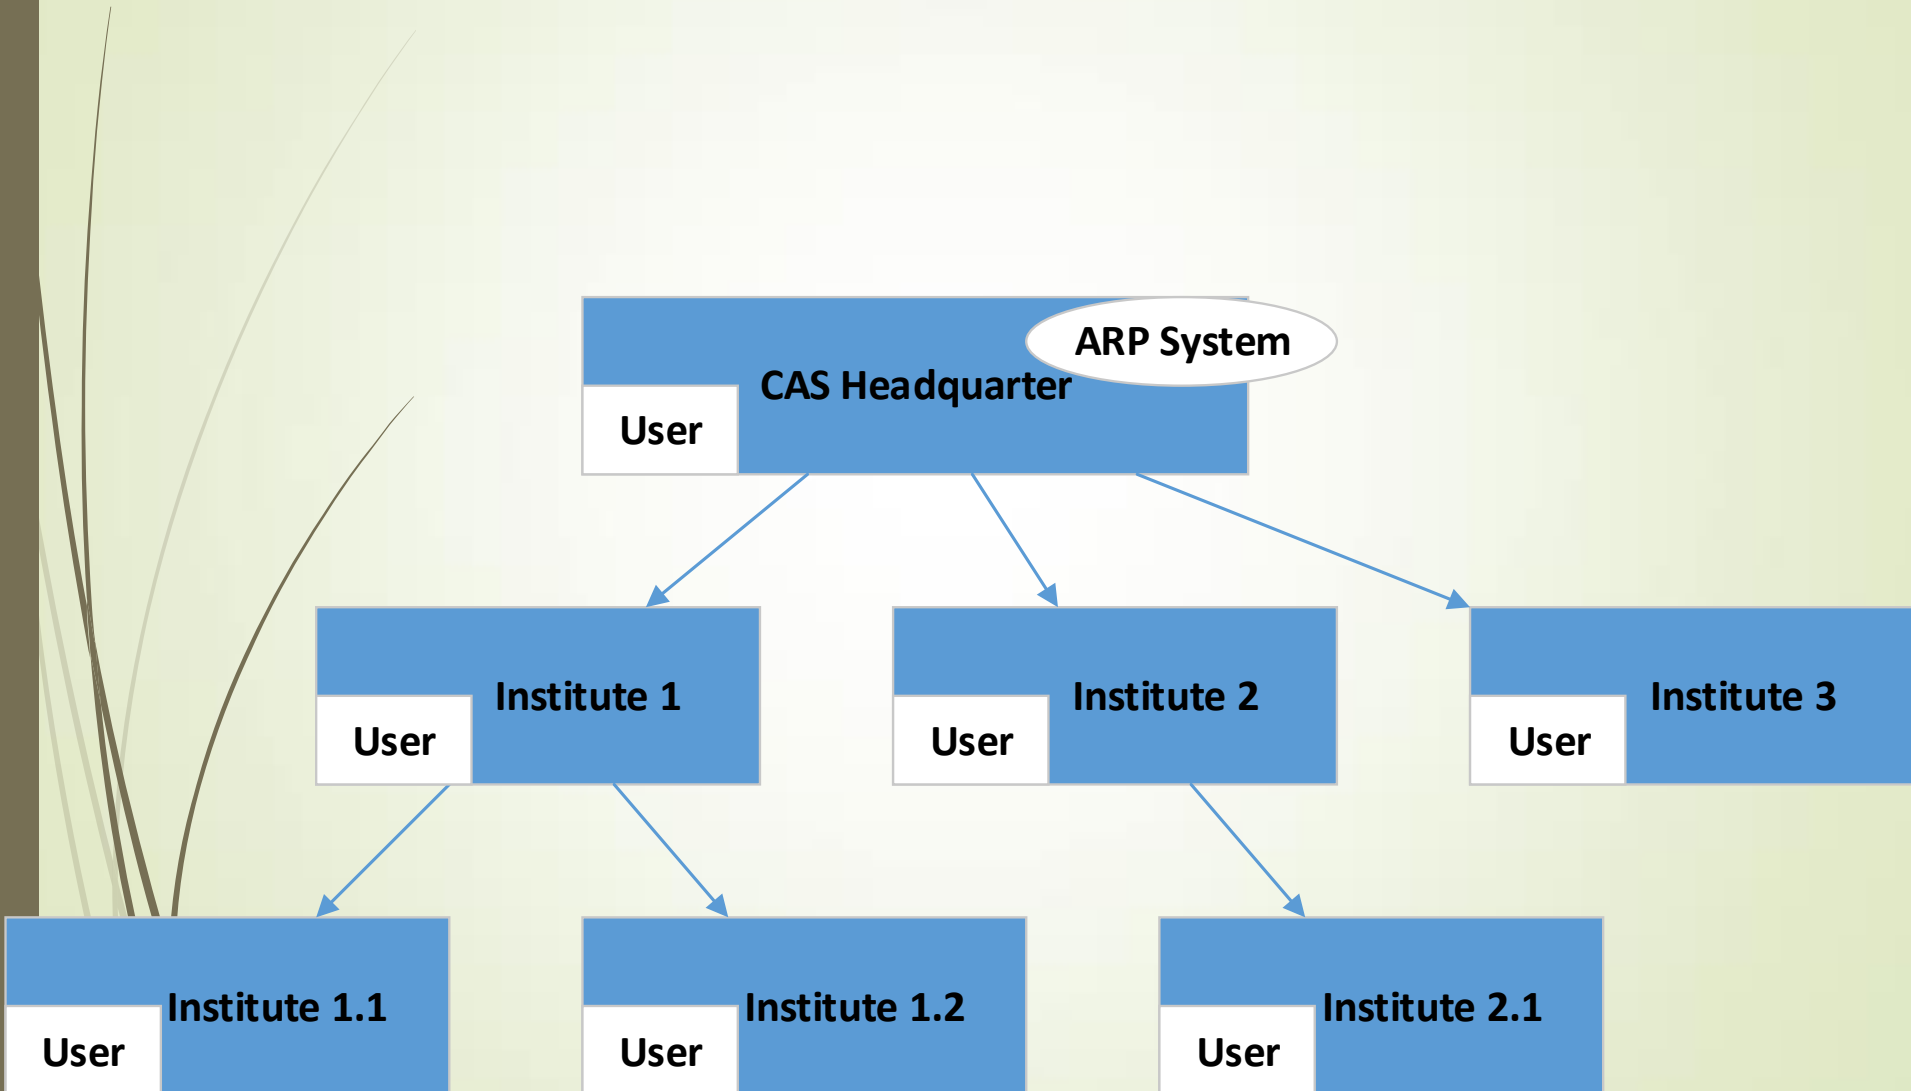 ARP System
CAS Headquarter
User
Institute 1
User
Institute 2
User
Institute 3
User
Institute 1.1
User
Institute 1.2
User
Institute 2.1
User